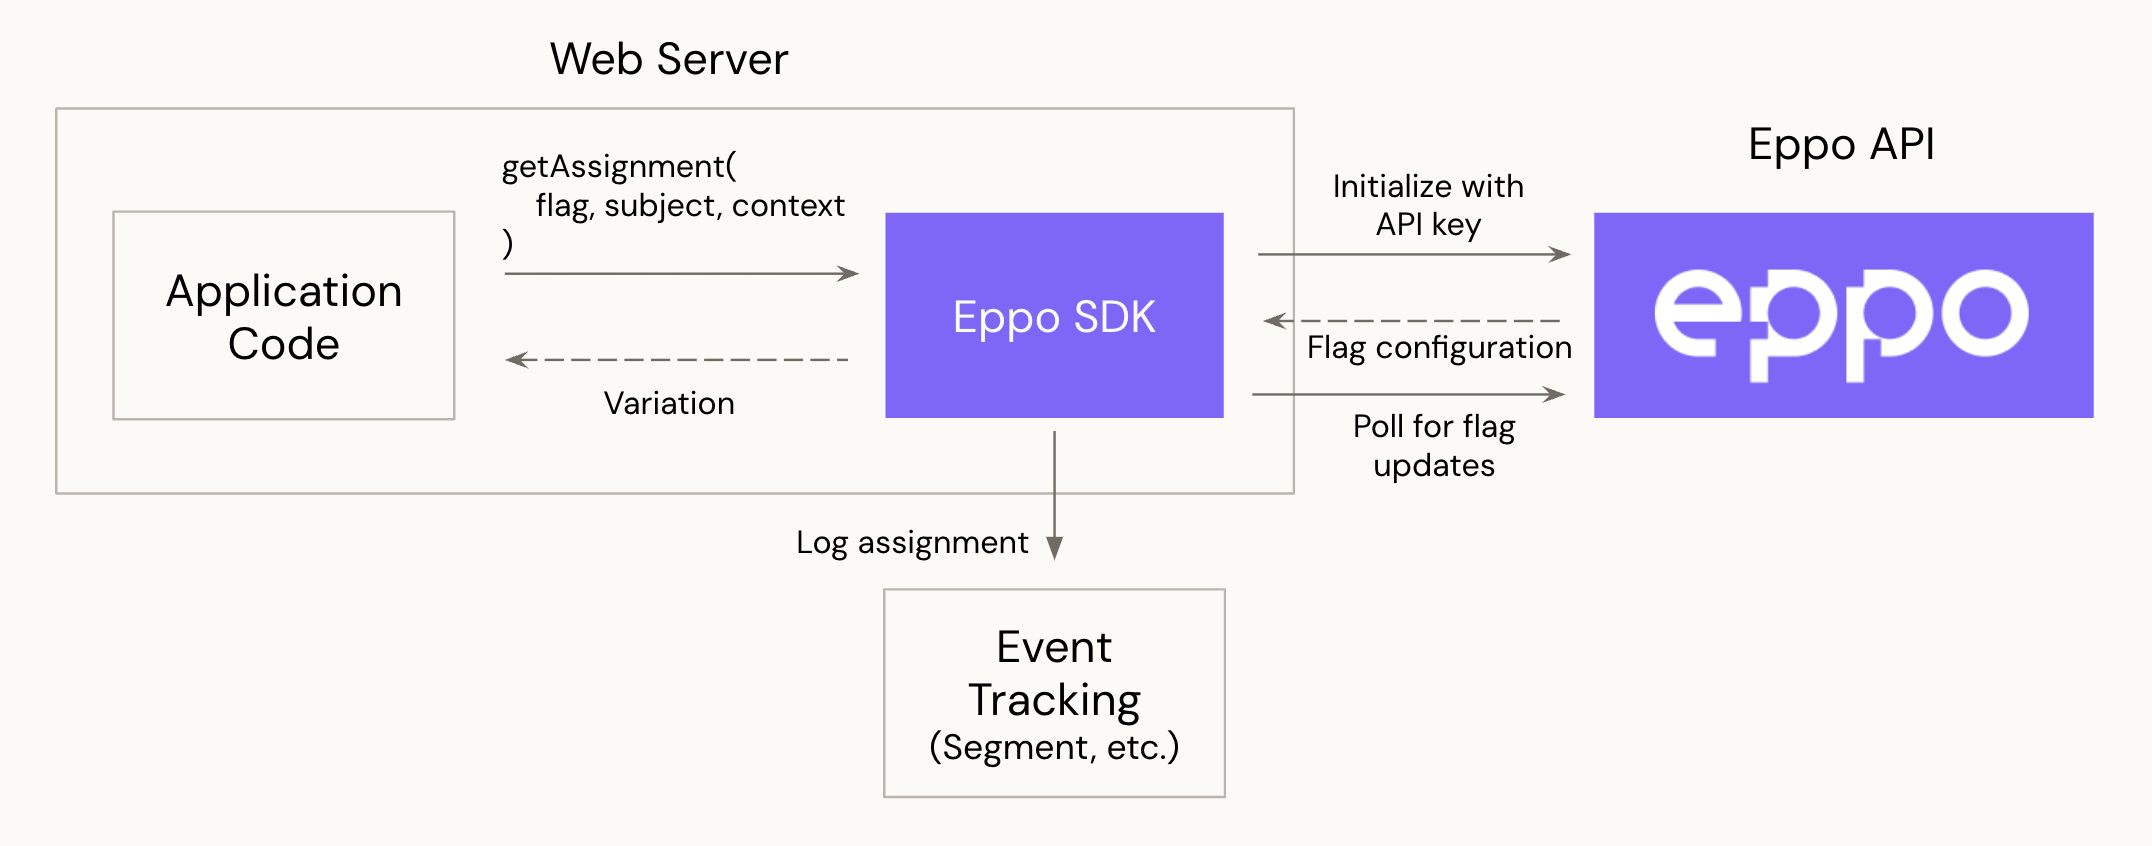 Web Server
Eppo API
getAssignment(
flag, subject, context
)
Initialize with
API key
Application
Code
Eppo SDK
eppo
Flag configuration
Variation
Poll for flag
updates
Log assignment
Event
Tracking
(Segment, etc.)